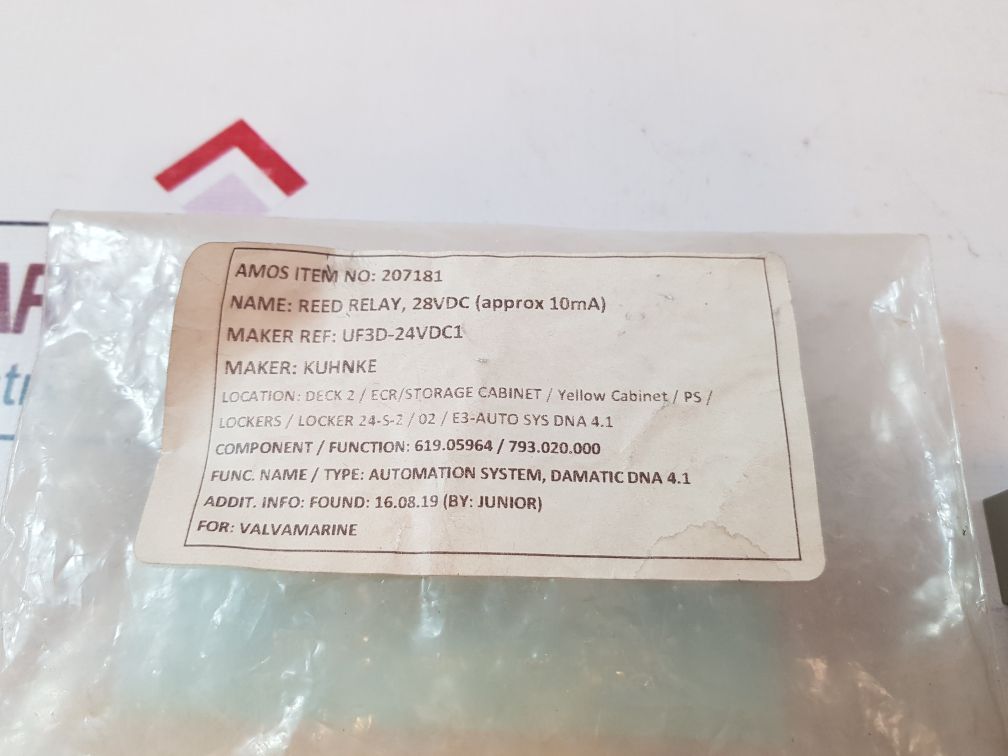 AMOS ITEM NO: 207181
NAME: REED RELAY, 28VDC (approx 10mA)
MAKER REF: UF3D-24VDC1
MAKER: KUHNKE
LOCATION: DECK 2 / ECR/STORAGE CABINET / Yellow Cabinet / PS /
LOCKERS / LOCKER 24-S-2 / 02 / E3-AUTO SYS DNA 4.1
COMPONENT / FUNCTION: 619.05964 / 793.020.000
FUNC. NAME / TYPE: AUTOMATION SYSTEM, DAMATIC DNA 4.1
ADDIT. INFO: FOUND: 16.08.19 (BY: JUNIOR)
FOR: VALVAMARINE